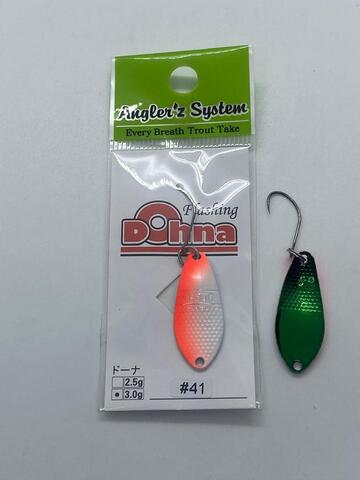 Angler'z System
Every Breath Trout Take
Flashing
Dohna
ドーナ
2.5g
3.0g
#41